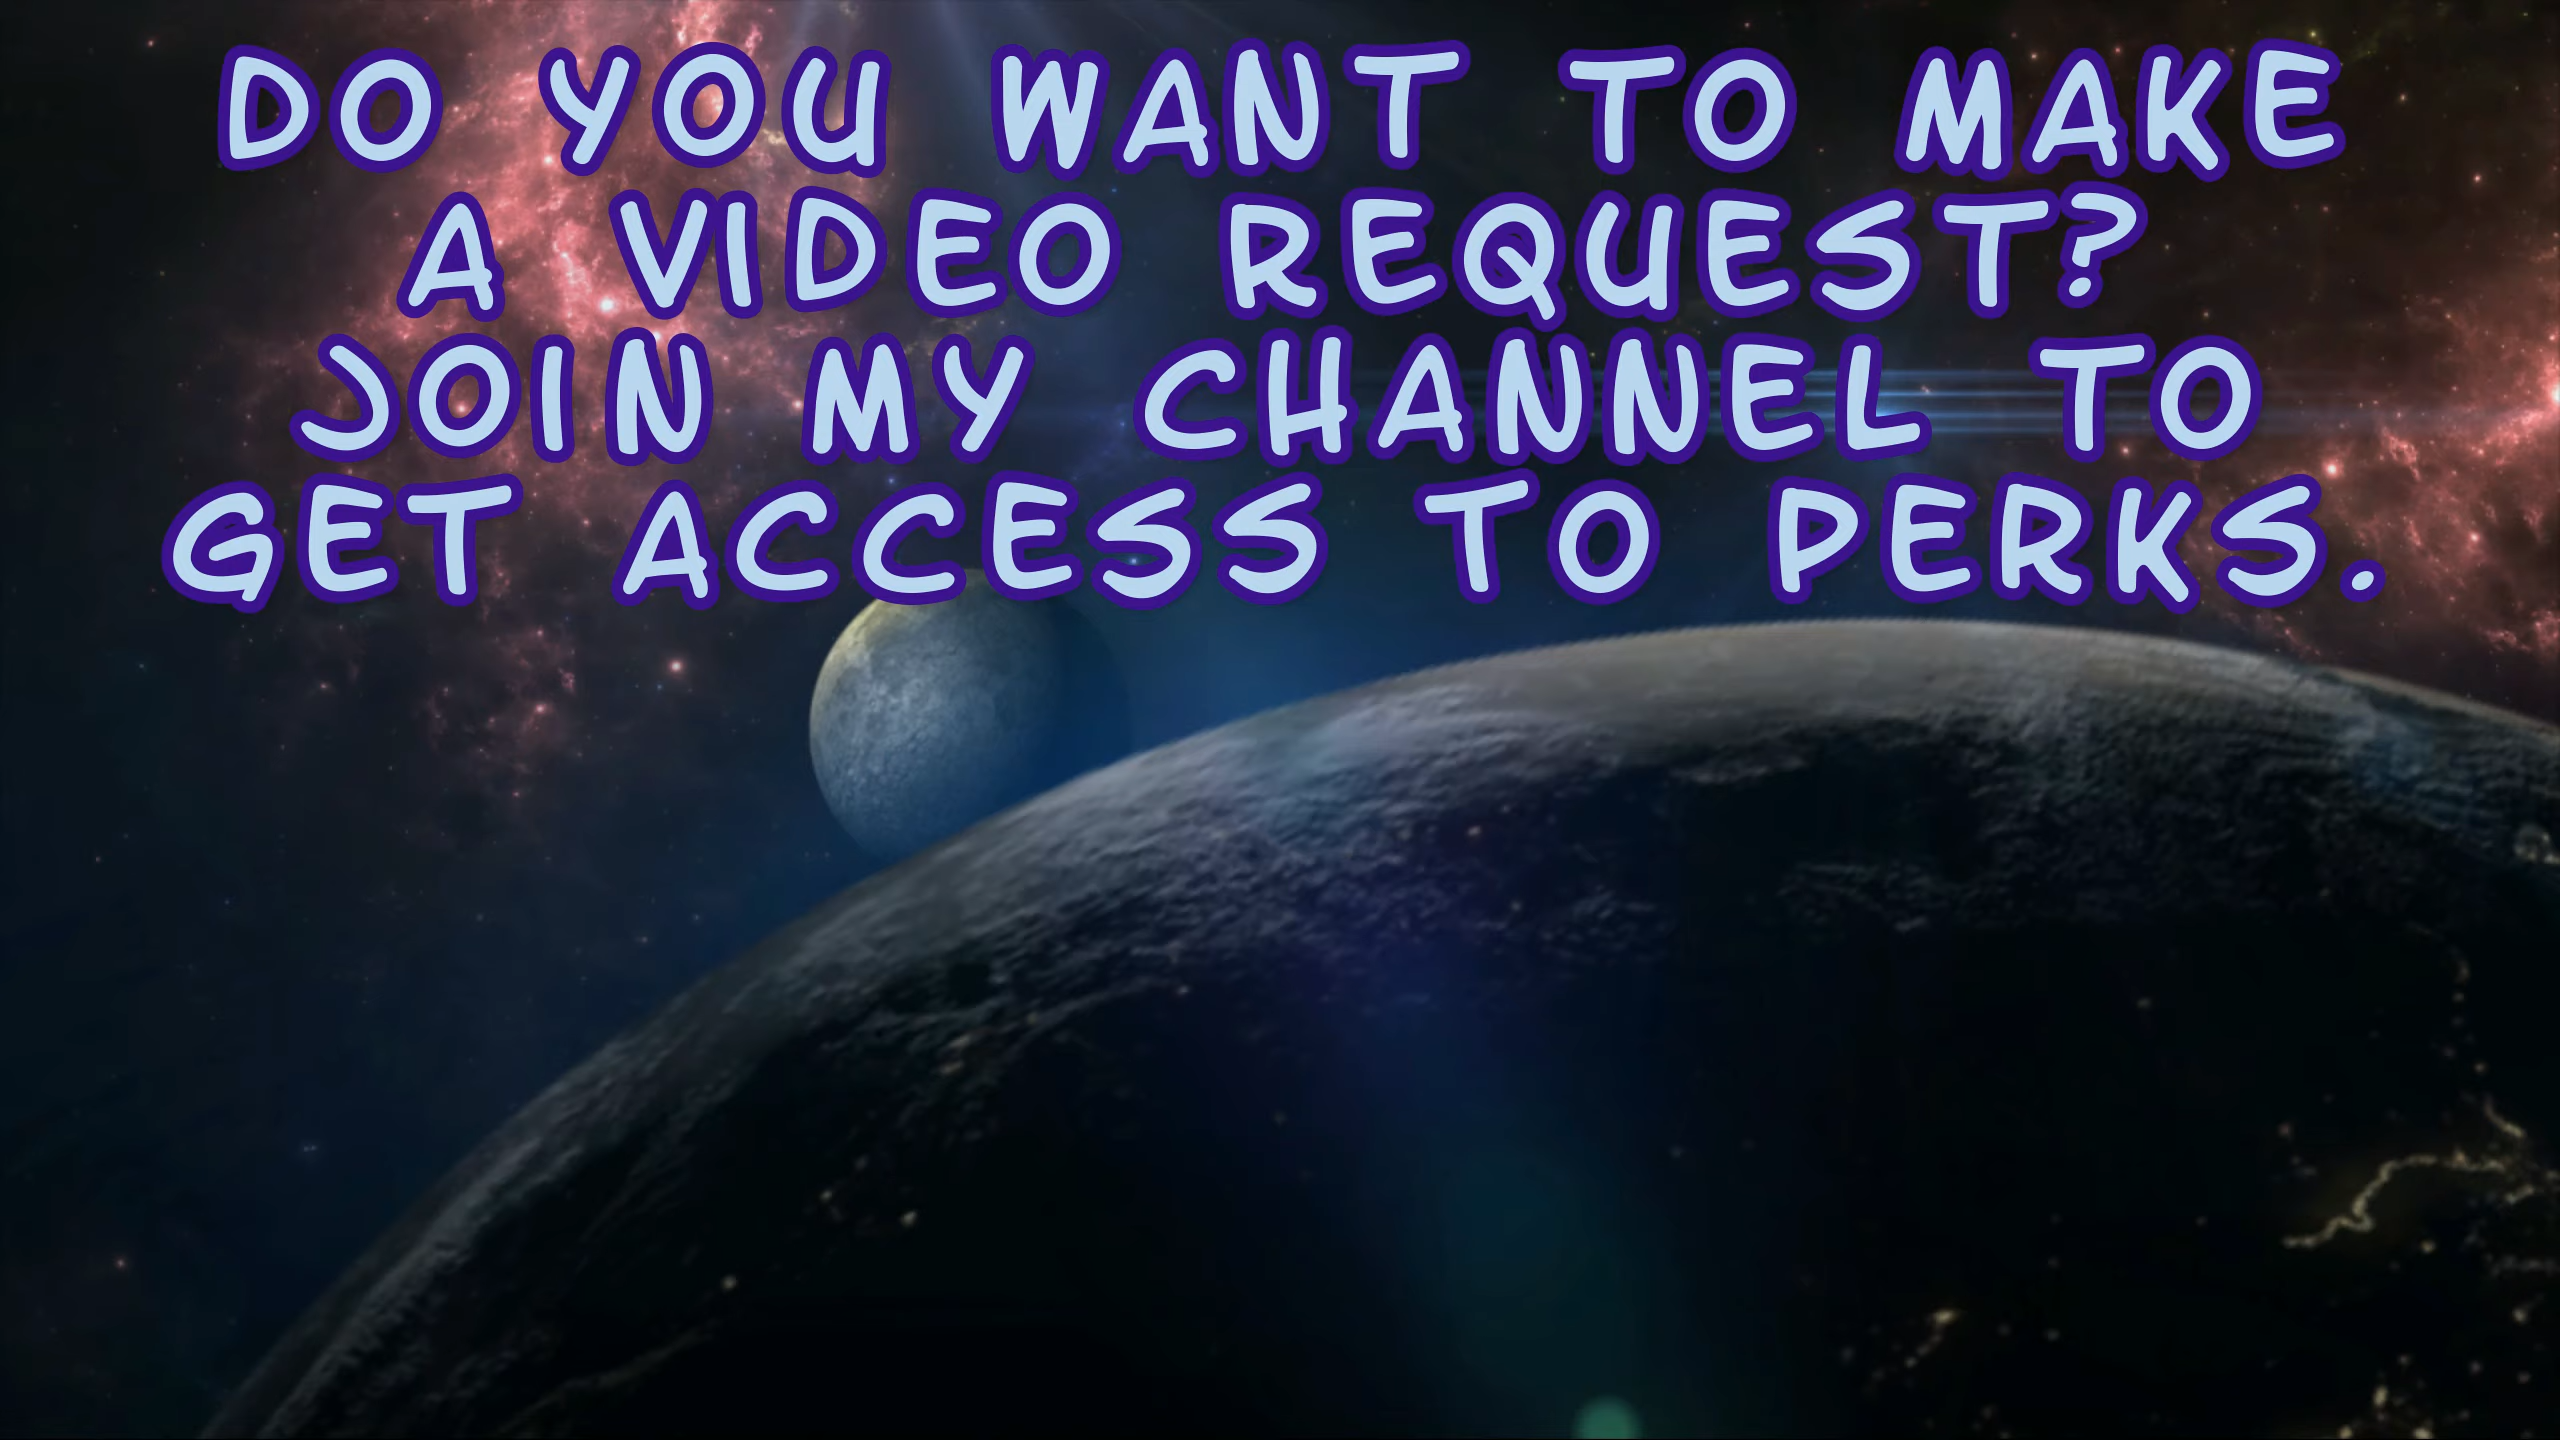 DO YOU WANT TO MAKE
A VIDEO REQUEST?
JOIN MY CHANNEL TO
GET ACCESS TO PERKS.